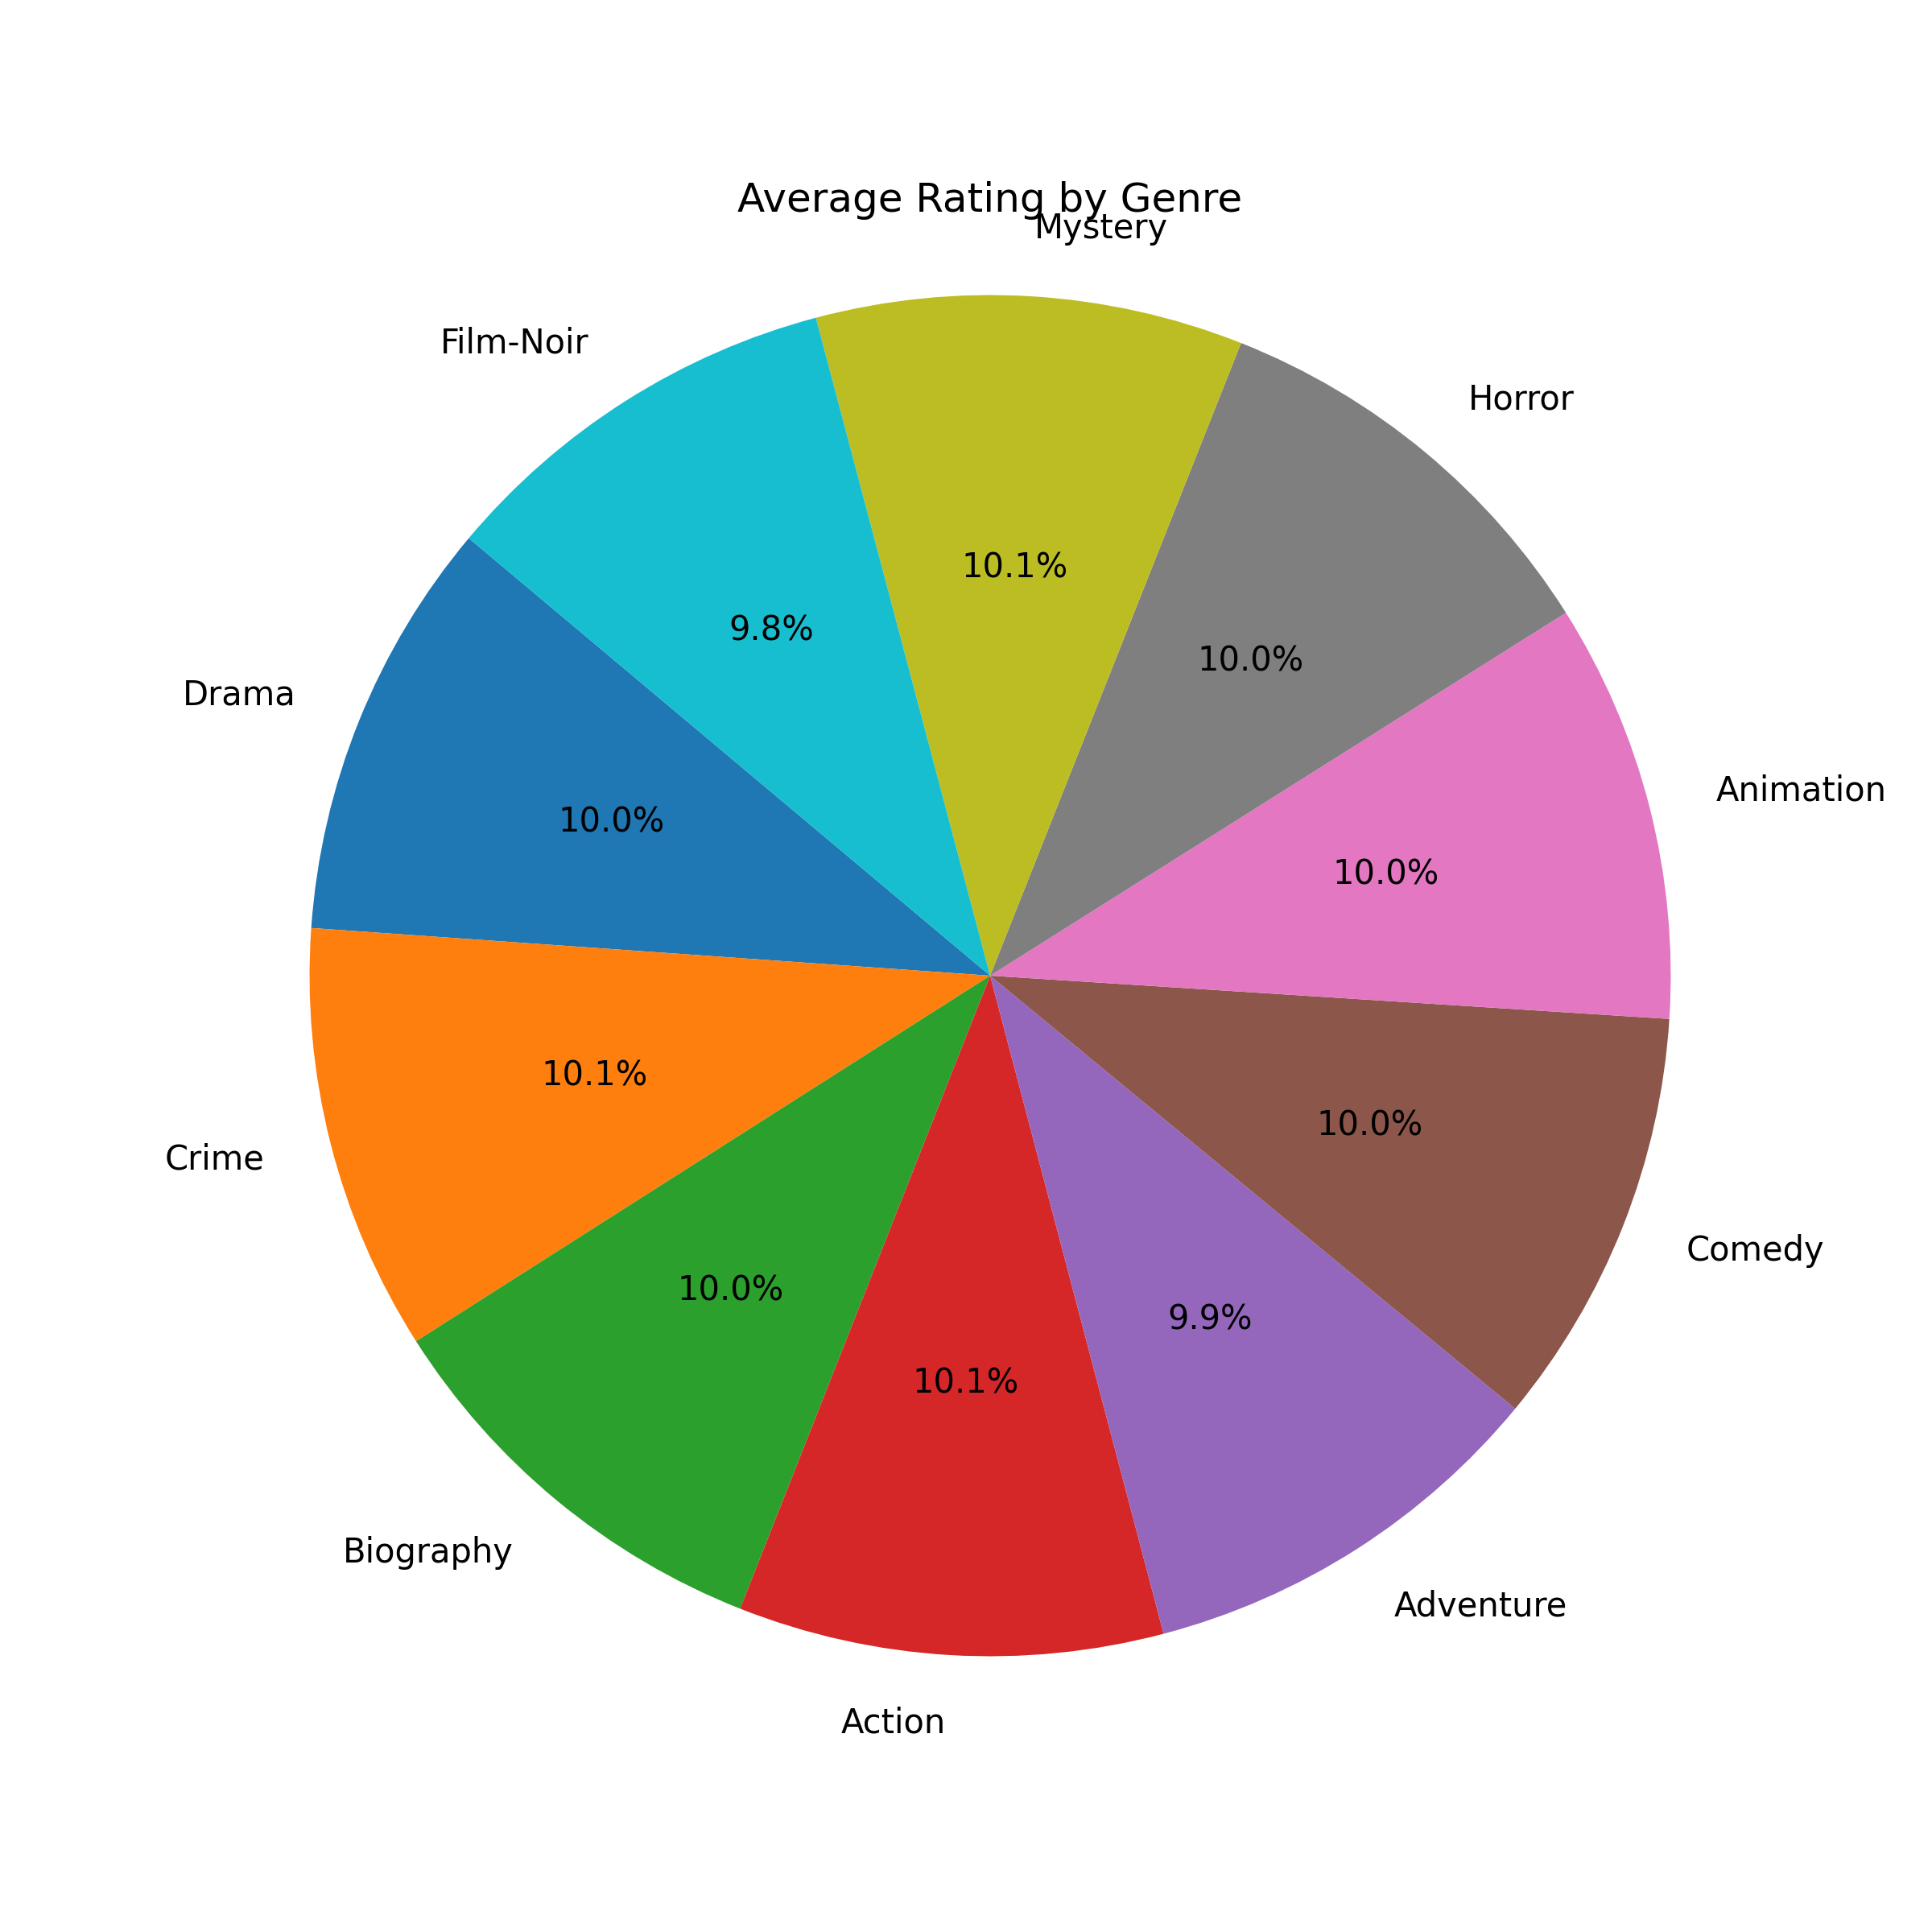 Average Rating by Genre
Mystery
Film-Noir
Horror
10.1%
9.8%
10.0%
Drama
Animation
10.0%
10.0%
10.1%
10.0%
Crime
Comedy
10.0%
9.9%
10.1%
Biography
Adventure
Action